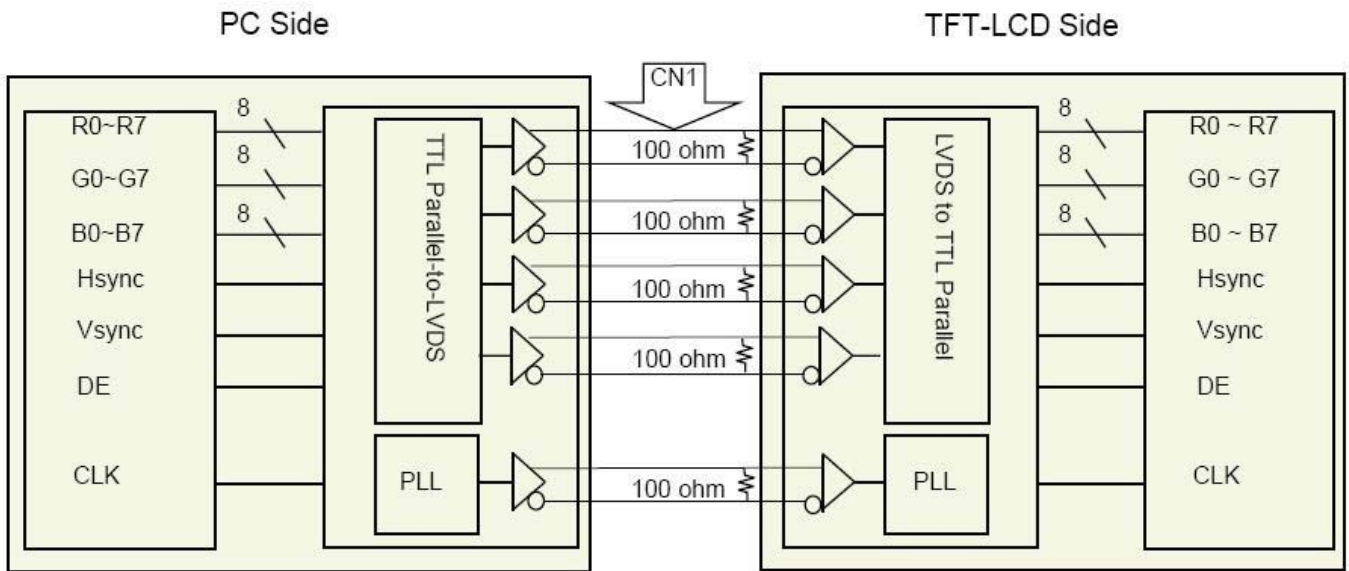 PC Side
TFT-LCD Side
CN1
R0~R7
8
G0~G7
8
B0~B7
8
Hsync
Vsync
DE
CLK
TTL Parallel-to-LVDS
PLL
100 ohm
100 ohm
100 ohm
100 ohm
100 ohm
LVDS to TTL Parallel
PLL
8
R0 ~ R7
8
G0 ~ G7
8
B0 ~ B7
Hsync
Vsync
DE
CLK